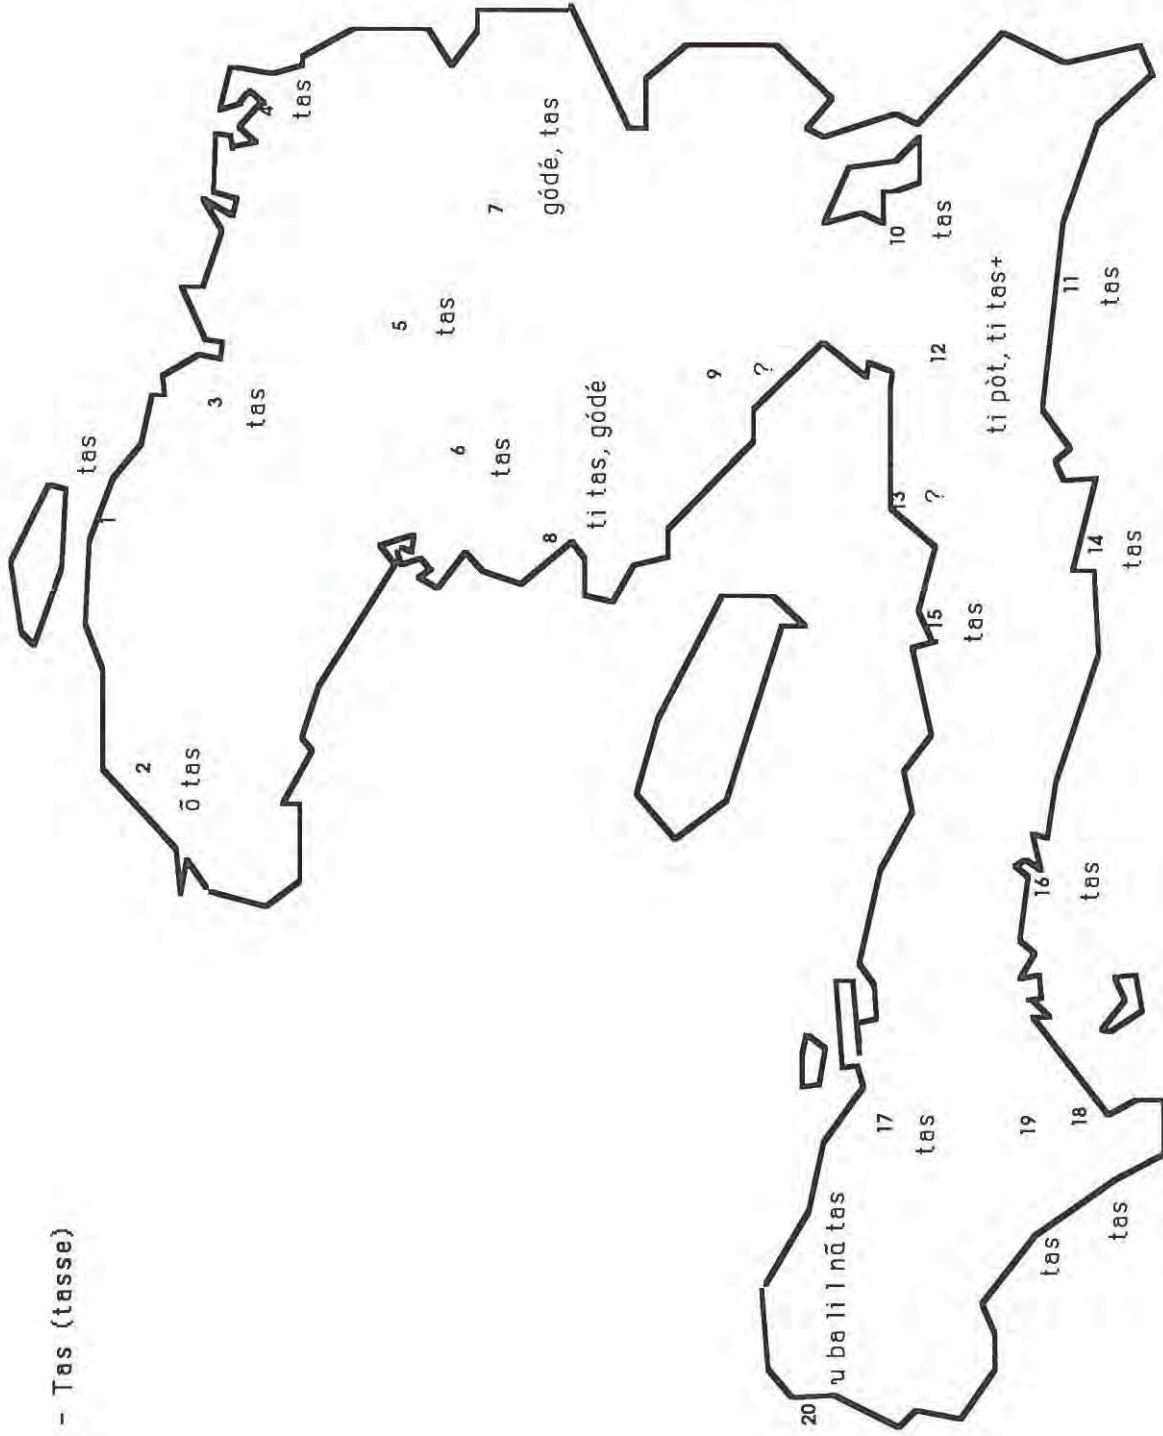 - Tas (tasse)
1
tas
2
õ tas
3
tas
4
tas
5
tas
6
tas
7
gódé, tas
8
ti tas, gódé
9
?
10
tas
11
tas
12
ti pòt, ti tas+
13
?
14
tas
15
tas
16
tas
17
tas
18
tas
19
tas
20
'u ba li l nã tas